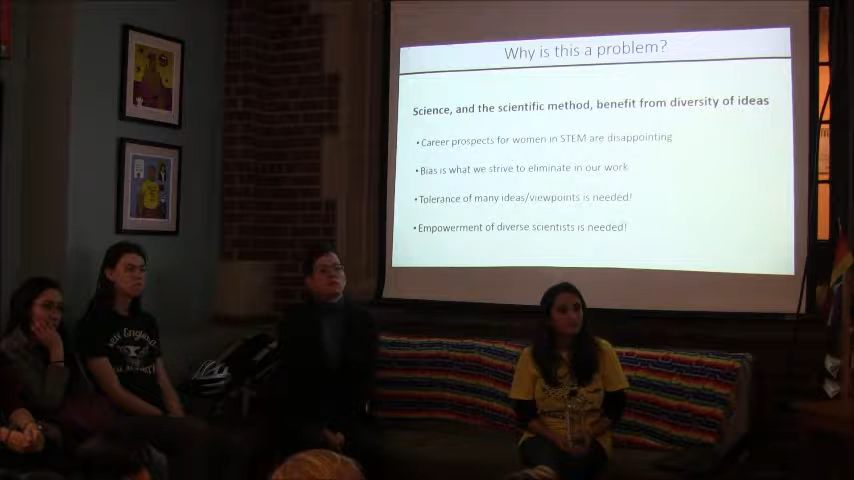 Why is this a problem?
Science, and the scientific method, benefit from diversity of ideas
• Career prospects for women in STEM are disappointing
• Bias is what we strive to eliminate in our work
• Tolerance of many ideas/viewpoints is needed!
• Empowerment of diverse scientists is needed!
New England